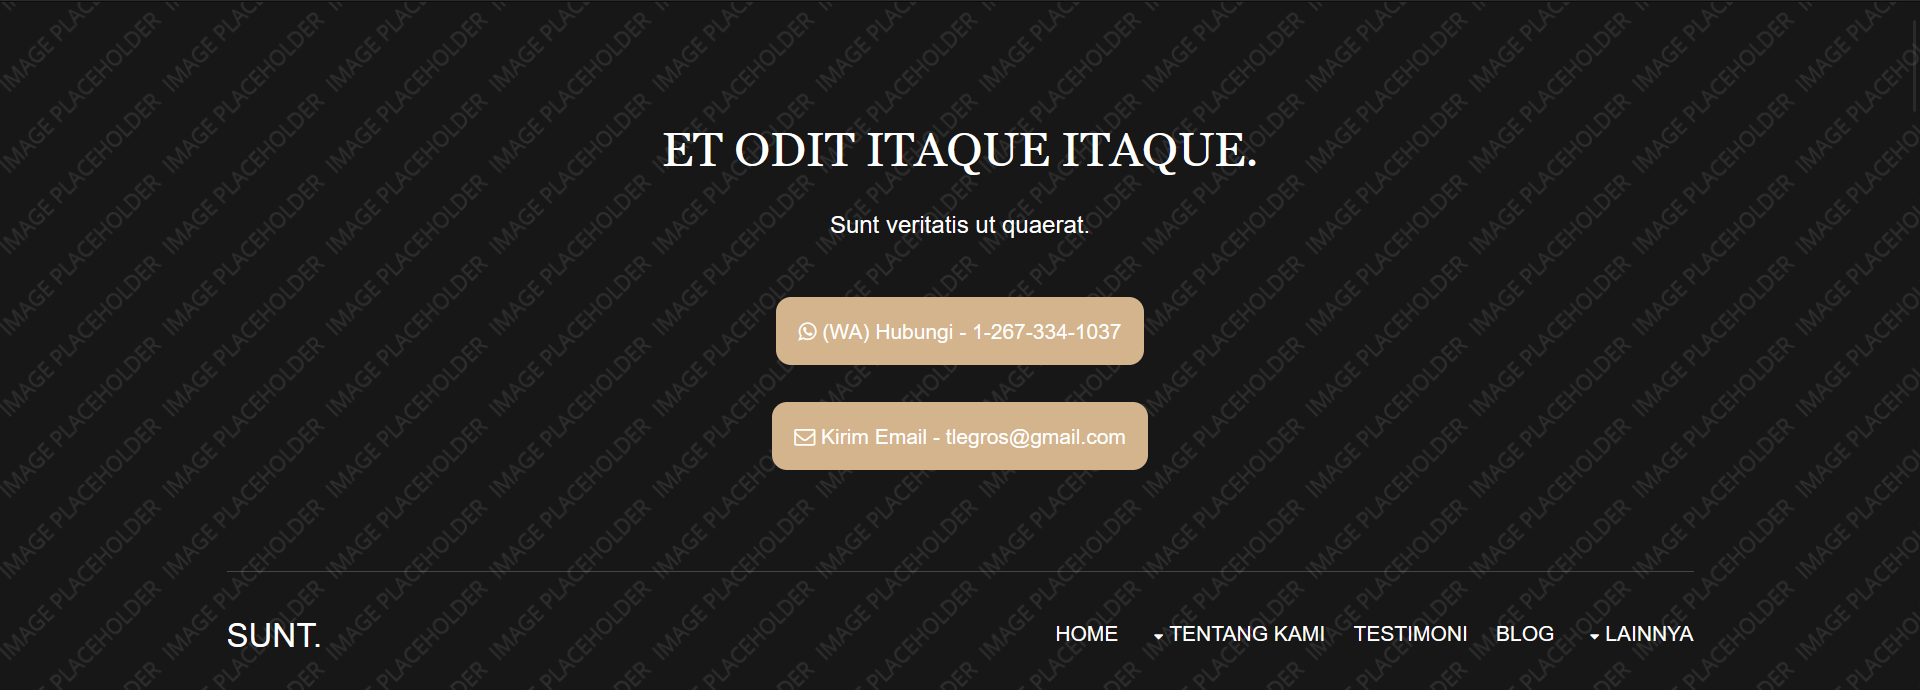 ET ODIT ITAQUE ITAQUE.
Sunt veritatis ut quaerat.
(WA) Hubungi - 1-267-334-1037
Kirim Email - tlegros@gmail.com
SUNT.
HOME TENTANG KAMI TESTIMONI BLOG LAINNYA
IMAGE PLACEHOLDER